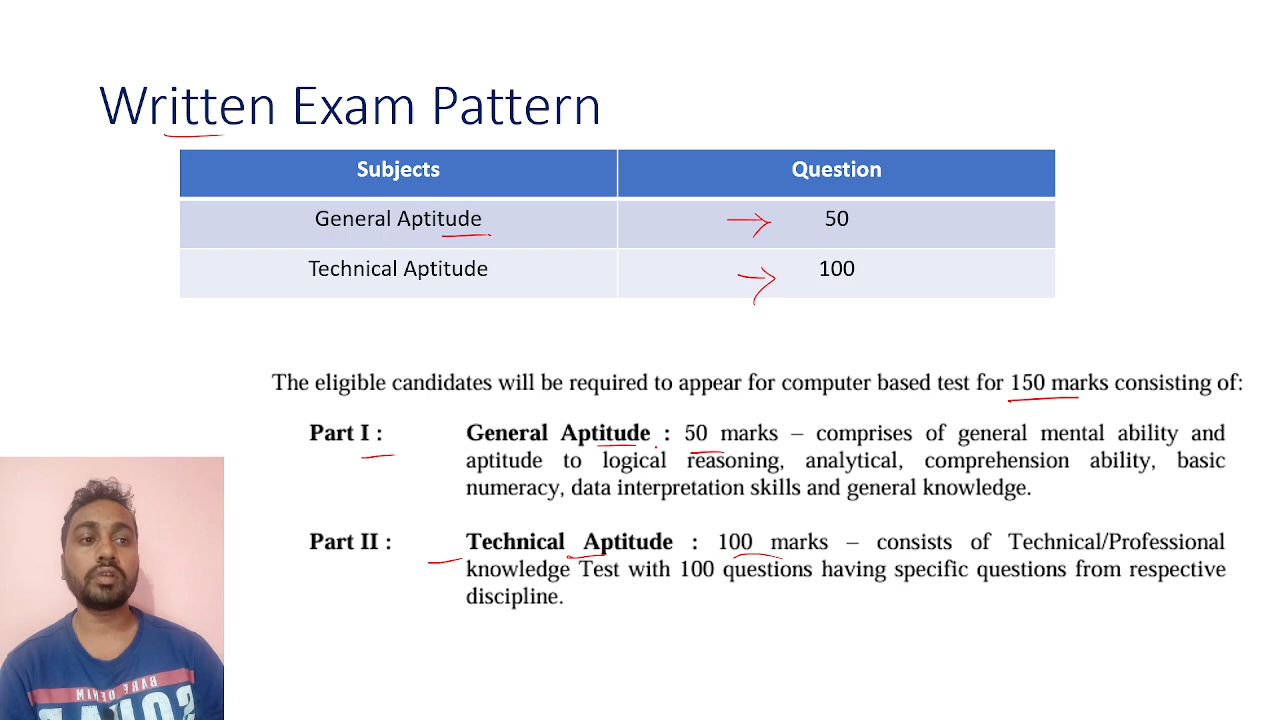 Written Exam Pattern
Subjects Question
General Aptitude 50
Technical Aptitude 100
The eligible candidates will be required to appear for computer based test for 150 marks consisting of:
Part I : General Aptitude : 50 marks – comprises of general mental ability and
aptitude to logical reasoning, analytical, comprehension ability, basic
numeracy, data interpretation skills and general knowledge.
Part II : Technical Aptitude : 100 marks – consists of Technical/Professional
knowledge Test with 100 questions having specific questions from respective
discipline.
BARE DENIM